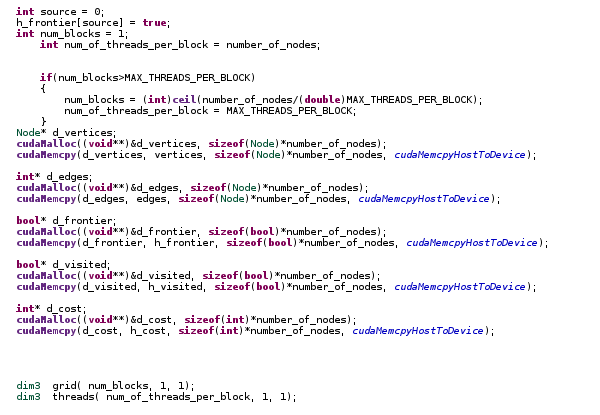 int source = 0;
h_frontier[source] = true;
int num_blocks = 1;
int num_of_threads_per_block = number_of_nodes;
if(num_blocks>MAX_THREADS_PER_BLOCK)
{
num_blocks = (int)ceil(number_of_nodes/(double)MAX_THREADS_PER_BLOCK);
num_of_threads_per_block = MAX_THREADS_PER_BLOCK;
}
Node* d_vertices;
cudaMalloc((void**)&d_vertices, sizeof(Node)*number_of_nodes);
cudaMemcpy(d_vertices, vertices, sizeof(Node)*number_of_nodes, cudaMemcpyHostToDevice);
int* d_edges;
cudaMalloc((void**)&d_edges, sizeof(Node)*number_of_nodes);
cudaMemcpy(d_edges, edges, sizeof(Node)*number_of_nodes, cudaMemcpyHostToDevice);
bool* d_frontier;
cudaMalloc((void**)&d_frontier, sizeof(bool)*number_of_nodes);
cudaMemcpy(d_frontier, h_frontier, sizeof(bool)*number_of_nodes, cudaMemcpyHostToDevice);
bool* d_visited;
cudaMalloc((void**)&d_visited, sizeof(bool)*number_of_nodes);
cudaMemcpy(d_visited, h_visited, sizeof(bool)*number_of_nodes, cudaMemcpyHostToDevice);
int* d_cost;
cudaMalloc((void**)&d_cost, sizeof(int)*number_of_nodes);
cudaMemcpy(d_cost, h_cost, sizeof(int)*number_of_nodes, cudaMemcpyHostToDevice);
dim3  grid( num_blocks, 1, 1);
dim3  threads( num_of_threads_per_block, 1, 1);